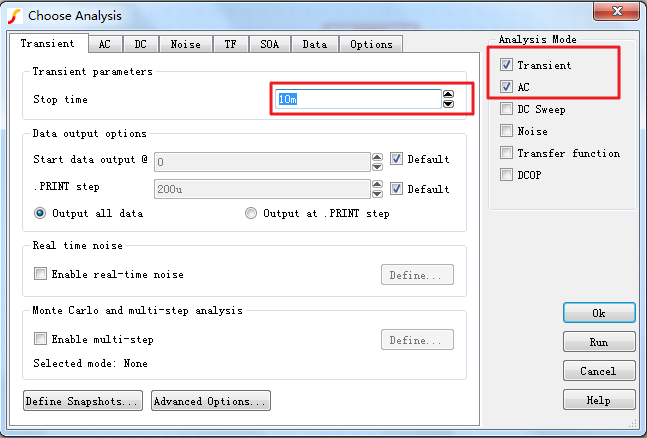 Choose Analysis
Transient AC DC Noise TF SOA Data Options
Transient parameters
Stop time 10m
Data output options
Start data output @ 0 Default
.PRINT step 200u Default
Output all data Output at .PRINT step
Real time noise
Enable real-time noise Define...
Monte Carlo and multi-step analysis
Enable multi-step Define...
Selected mode: None
Define Snapshots... Advanced Options...
Analysis Mode
Transient
AC
DC Sweep
Noise
Transfer function
DCOP
Ok
Run
Cancel
Help